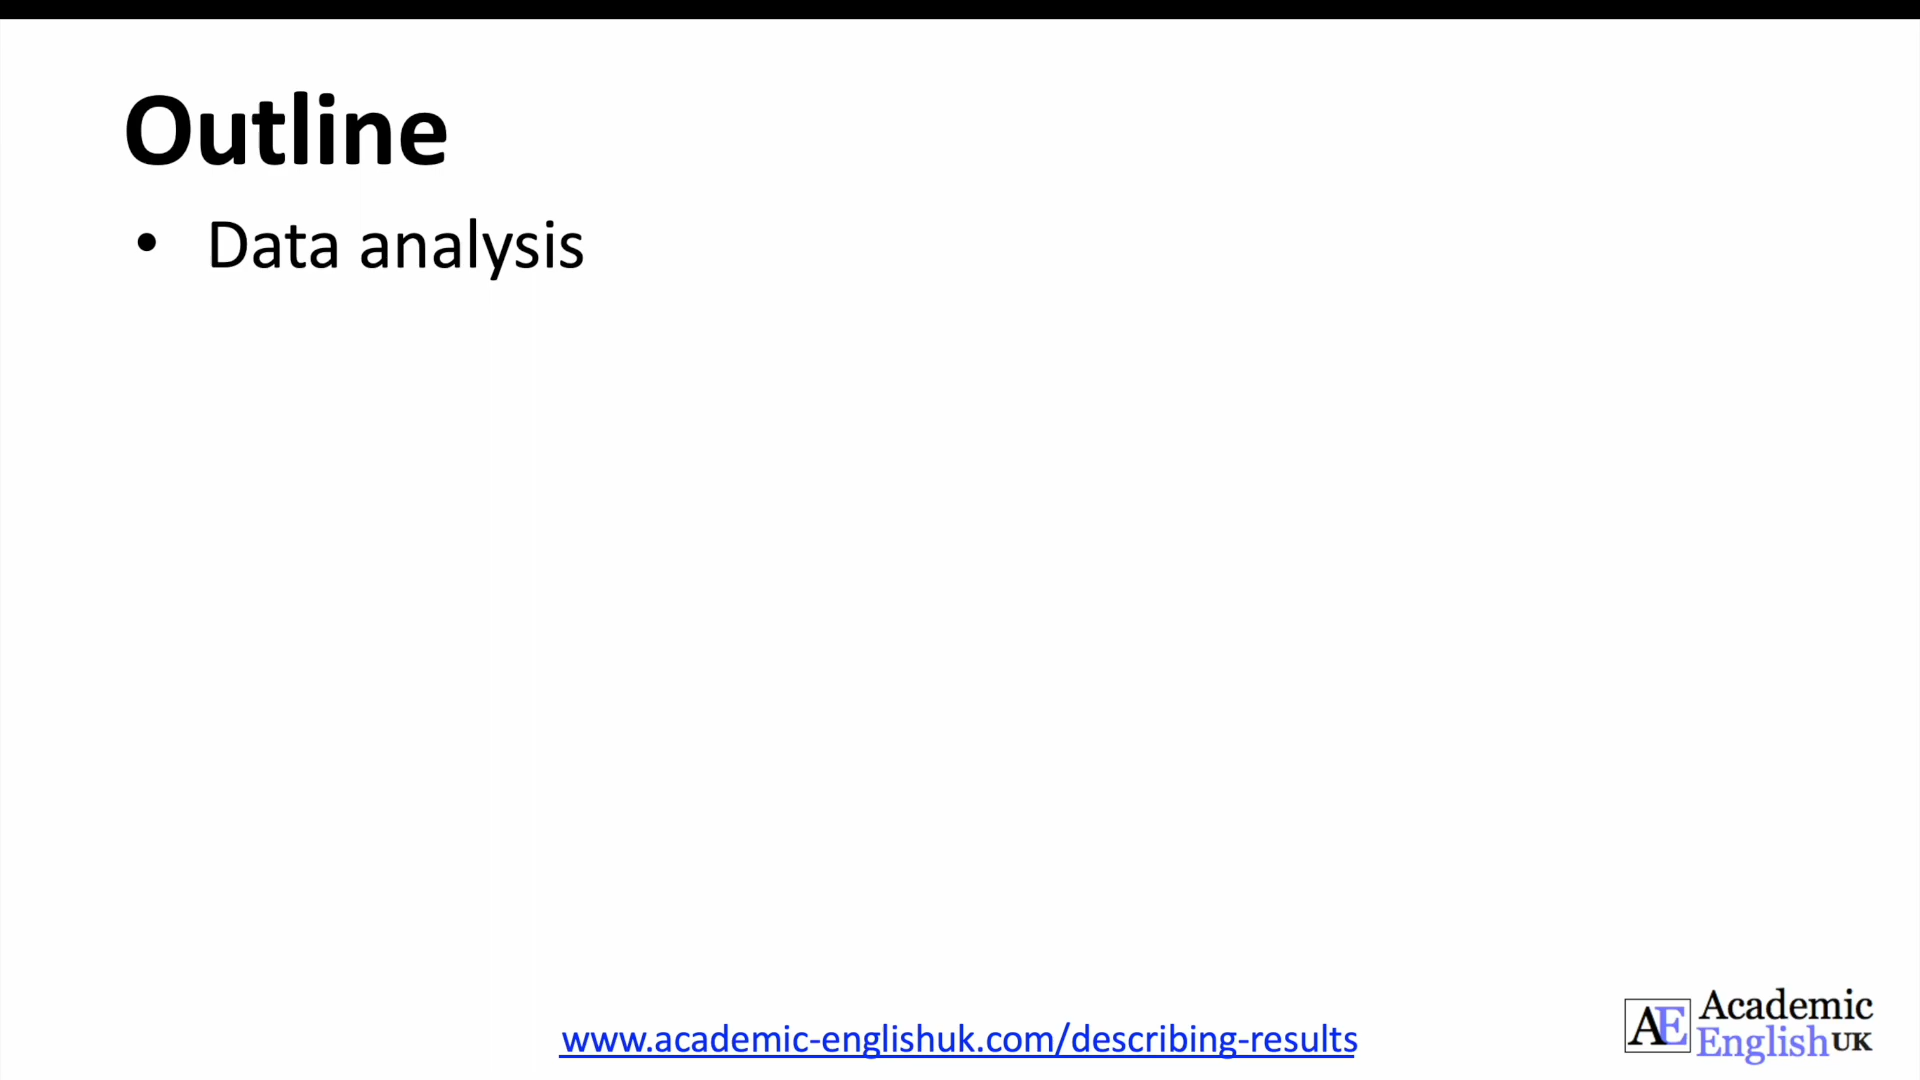 Outline
• Data analysis
www.academic-englishuk.com/describing-results
AE Academic
English UK